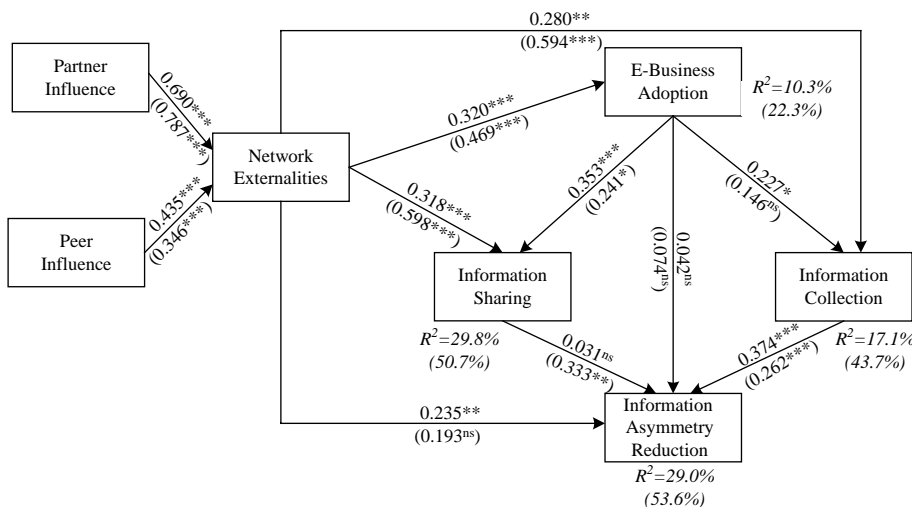 0.280**
(0.594***)
Partner
Influence
0.690***
(0.787***)
E-Business
Adoption
R²=10.3%
(22.3%)
0.320***
(0.469***)
Network
Externalities
0.435***
(0.346***)
0.353***
(0.241*)
0.227*
(0.146ns)
0.318***
(0.598***)
Peer
Influence
0.042ns
(0.074ns)
Information
Sharing
Information
Collection
R²=29.8%
(50.7%)
0.031ns
(0.333**)
0.374***
(0.262***)
R²=17.1%
(43.7%)
0.235**
(0.193ns)
Information
Asymmetry
Reduction
R²=29.0%
(53.6%)